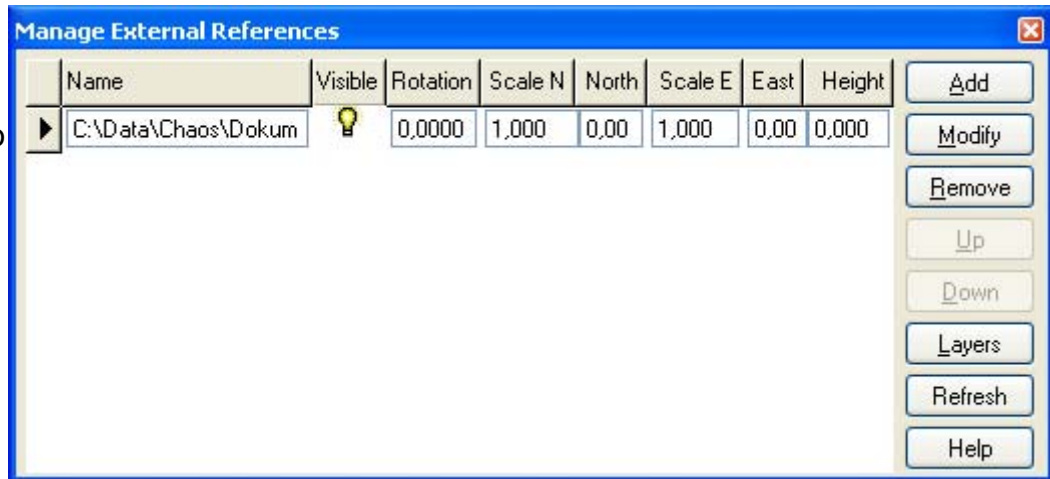 Manage External References
Name Visible Rotation Scale N North Scale E East Height
C:\Data\Chaos\Dokum 0,0000 1,000 0,00 1,000 0,00 0,000
Add
Modify
Remove
Up
Down
Layers
Refresh
Help